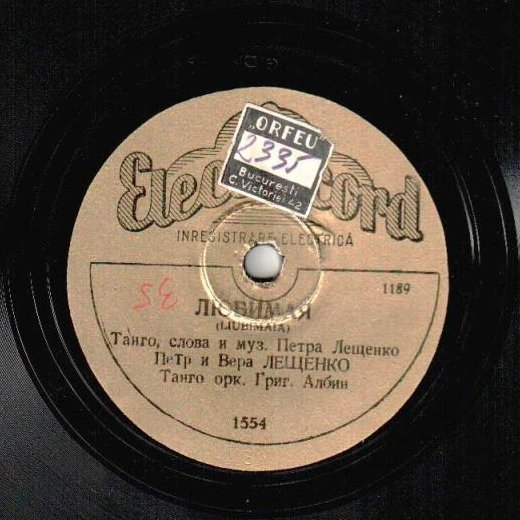 "ORFEU"
2335
Bucureşti
C. Victoriei 42
Electrecord
INREGISTRARE ELECTRICA
1189
35
ЛЮБИМАЯ
(LIUBIMAIA)
Танго, слова и муз. Петра Лещенко
Петр и Вера ЛЕЩЕНКО
Танго орк. Григ. Албин
1554